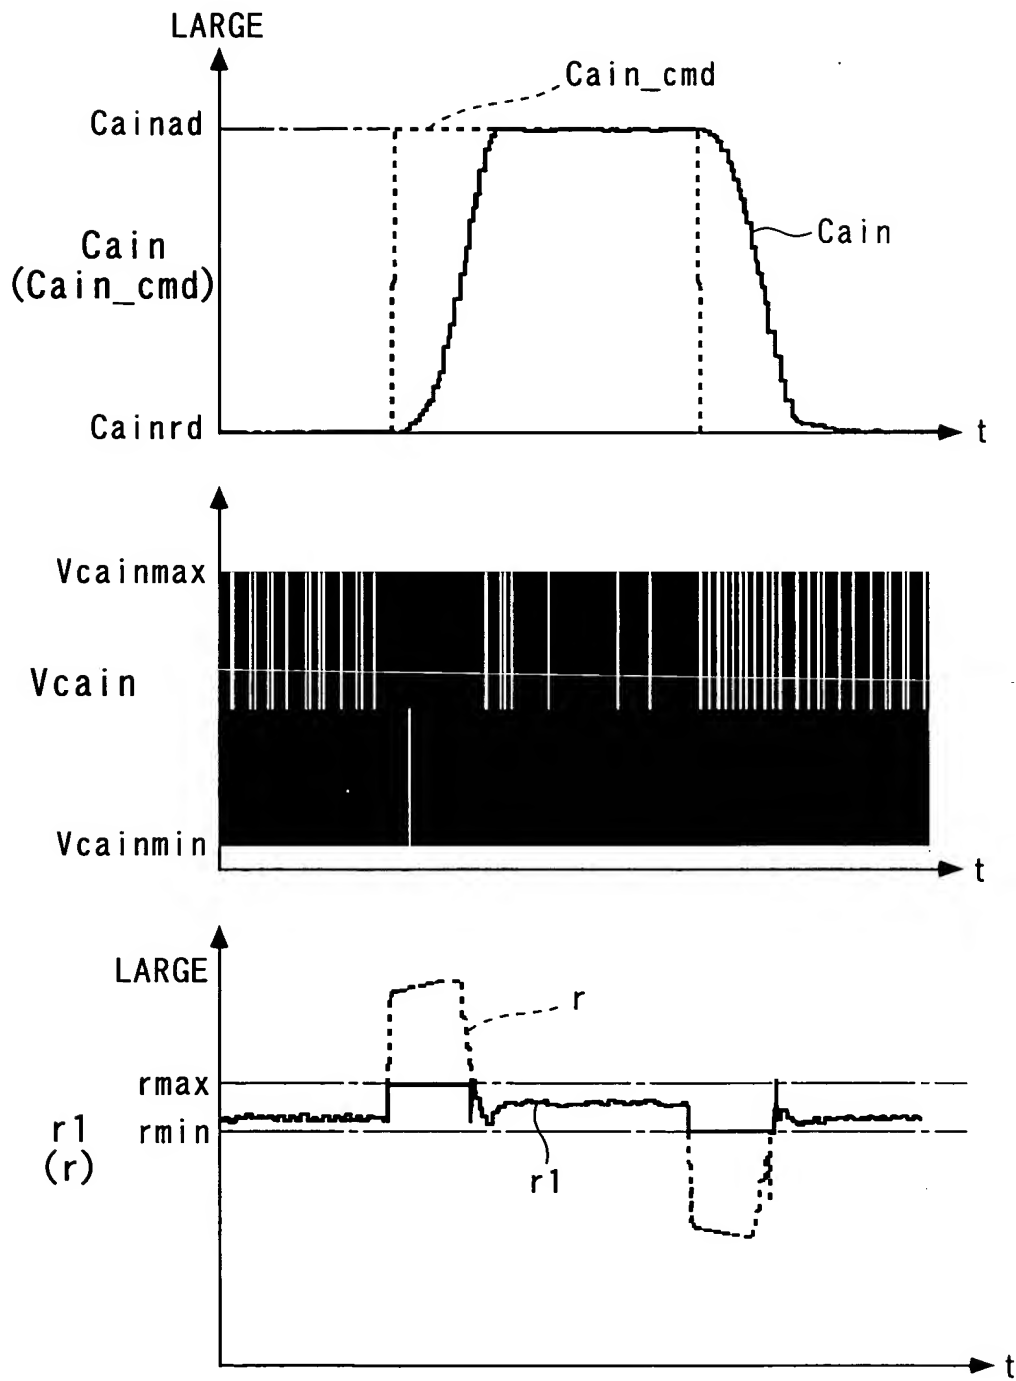 LARGE
Cain_cmd
Cainad
Cain
(Cain_cmd)
Cain
Cainrd
t
Vcainmax
Vcain
Vcainmin
t
LARGE
r
rmax
r1
(r)
rmin
r1
t